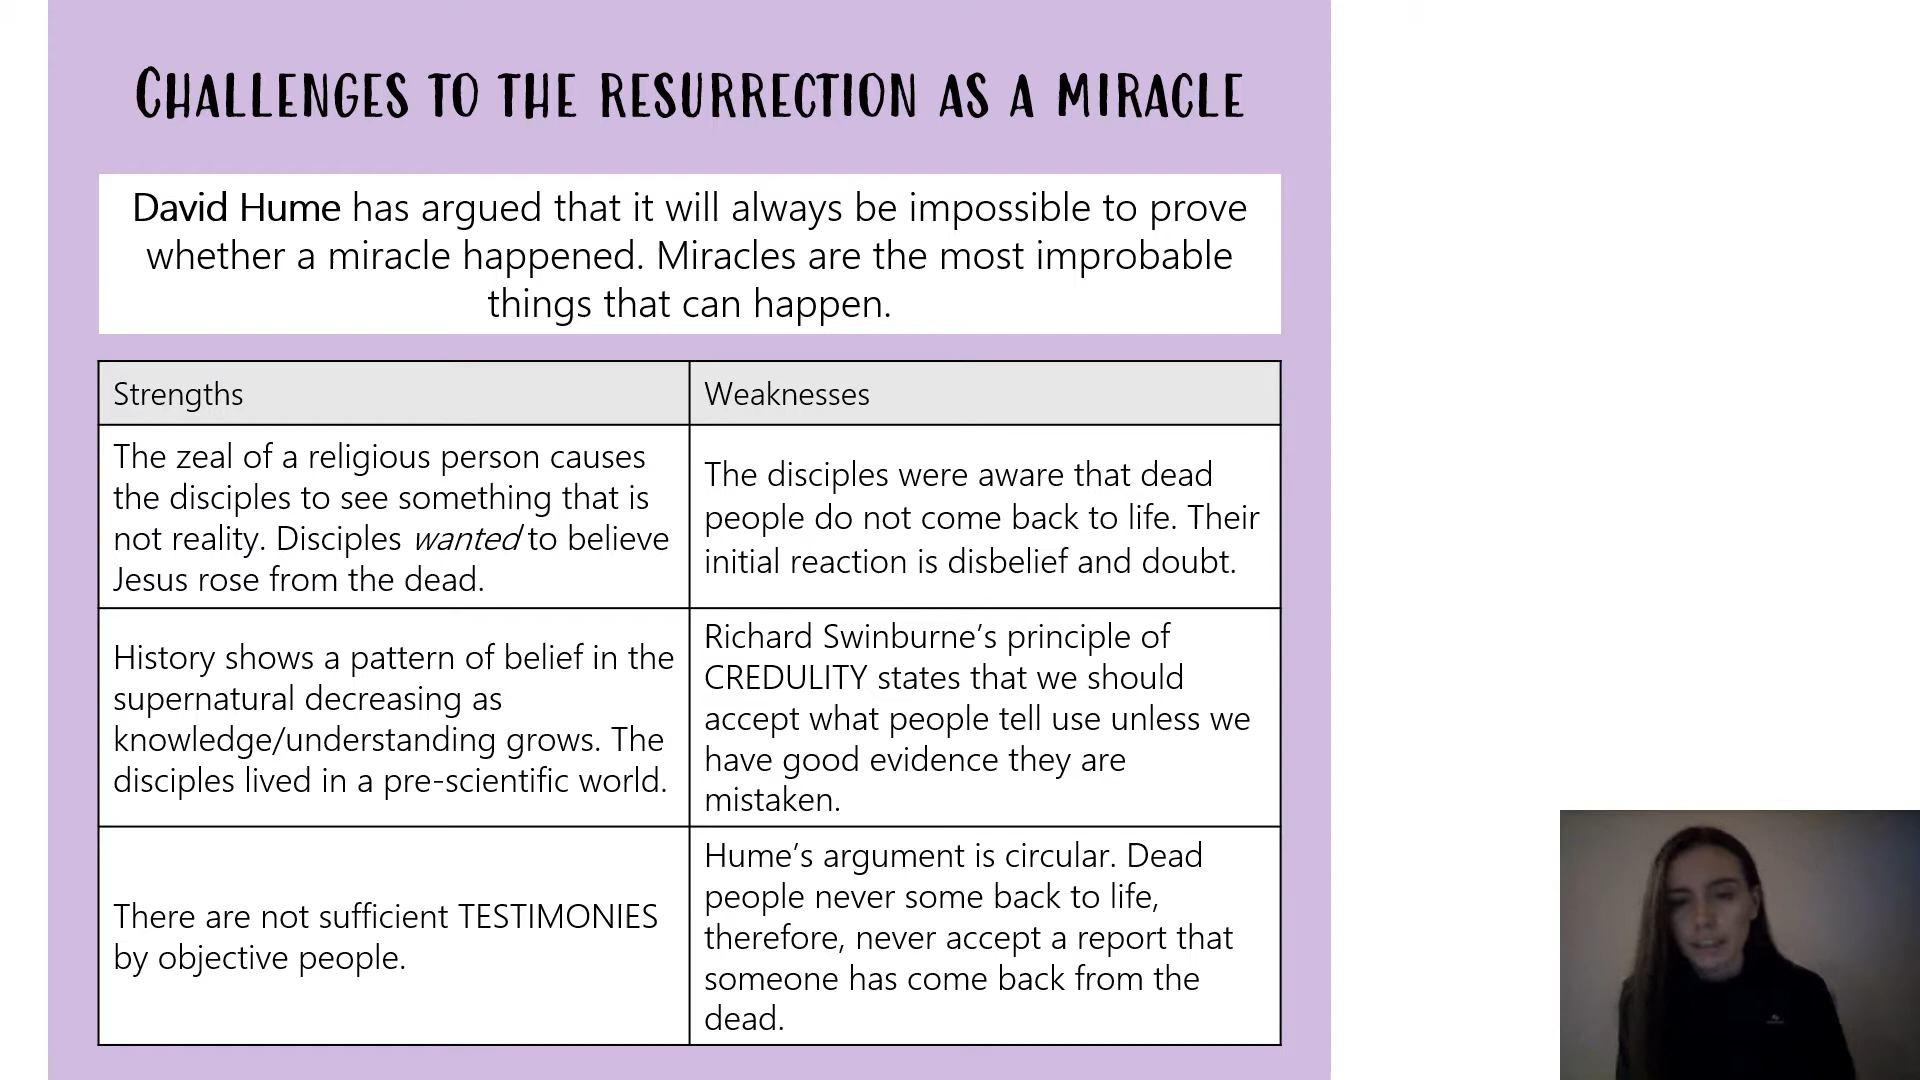 CHALLENGES TO THE RESURRECTION AS A MIRACLE
David Hume has argued that it will always be impossible to prove
whether a miracle happened. Miracles are the most improbable
things that can happen.
Strengths
Weaknesses
The zeal of a religious person causes
the disciples to see something that is
not reality. Disciples wanted to believe
Jesus rose from the dead.
The disciples were aware that dead
people do not come back to life. Their
initial reaction is disbelief and doubt.
History shows a pattern of belief in the
supernatural decreasing as
knowledge/understanding grows. The
disciples lived in a pre-scientific world.
Richard Swinburne’s principle of
CREDULITY states that we should
accept what people tell use unless we
have good evidence they are
mistaken.
There are not sufficient TESTIMONIES
by objective people.
Hume’s argument is circular. Dead
people never some back to life,
therefore, never accept a report that
someone has come back from the
dead.